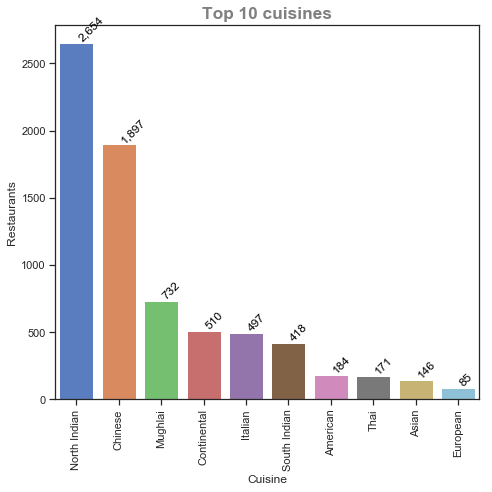 Top 10 cuisines
Restaurants
2500
2000
1500
1000
500
0
2,654
1,897
732
510
497
418
184
171
146
85
North Indian
Chinese
Mughlai
Continental
Italian
South Indian
American
Thai
Asian
European
Cuisine